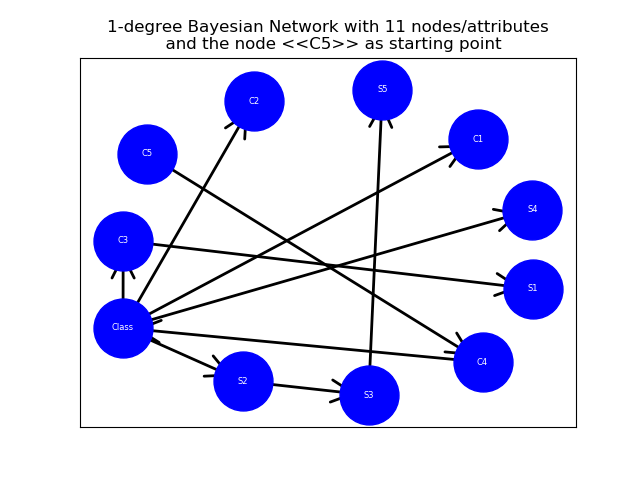 1-degree Bayesian Network with 11 nodes/attributes
and the node <<C5>> as starting point
S5
C2
C1
C5
S4
C3
S1
Class
C4
S2
S3